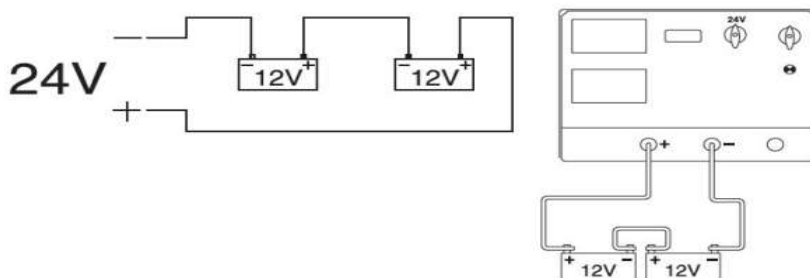 24V
— +
- 12V +
- 12V +
24V
+ -
+ 12V -
+ 12V -